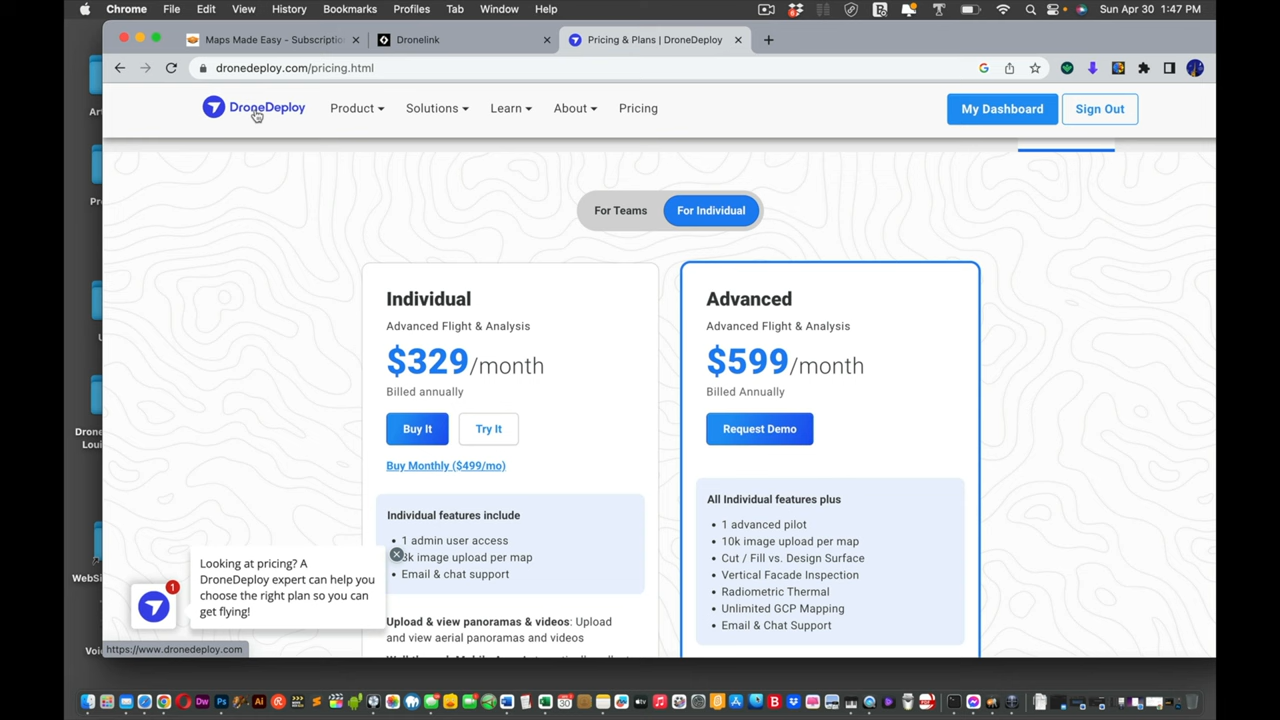 Chrome File Edit View History Bookmarks Profiles Tab Window Help Sun Apr 30 1:47 PM
Maps Made Easy - Subscriptio Dronelink Pricing & Plans | DroneDeploy
dronedeploy.com/pricing.html
DroneDeploy Product Solutions Learn About Pricing My Dashboard Sign Out
For Teams For Individual
Individual
Advanced Flight & Analysis
$329/month
Billed annually
Buy It Try It
Buy Monthly ($499/mo)
Individual features include
• 1 admin user access
3k image upload per map
• Email & chat support
Upload & view panoramas & videos: Upload
and view aerial panoramas and videos
Advanced
Advanced Flight & Analysis
$599/month
Billed Annually
Request Demo
All Individual features plus
• 1 advanced pilot
• 10k image upload per map
• Cut / Fill vs. Design Surface
• Vertical Facade Inspection
• Radiometric Thermal
• Unlimited GCP Mapping
• Email & Chat Support
Looking at pricing? A
DroneDeploy expert can help you
choose the right plan so you can
get flying!
1
https://www.dronedeploy.com
Art
Pro
U
Drone
Loui
WebSi
Voi